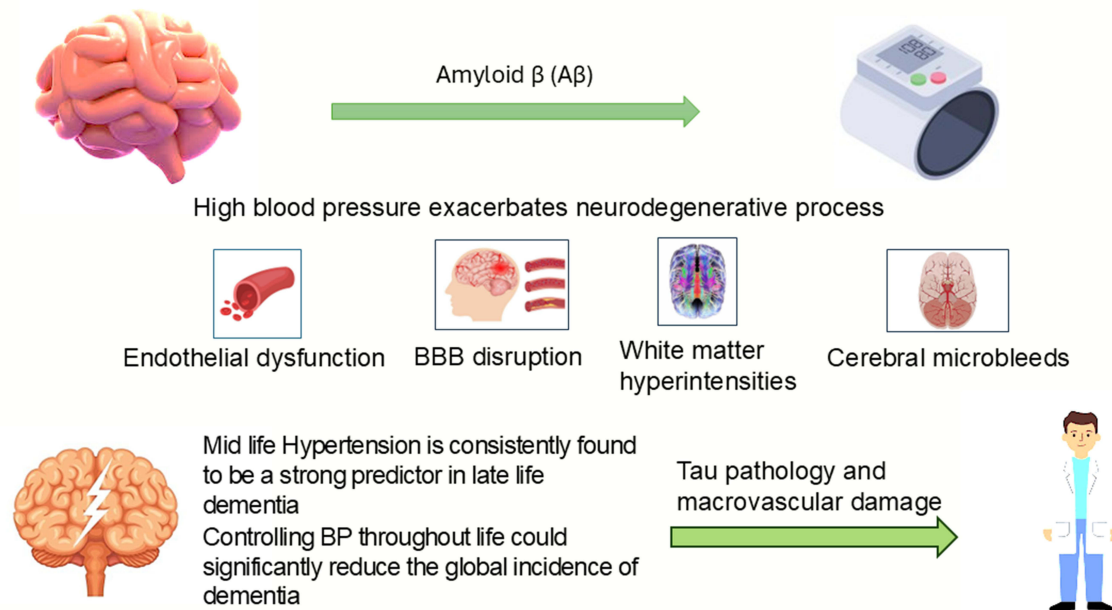 Amyloid β (Aβ)
High blood pressure exacerbates neurodegenerative process
Endothelial dysfunction
BBB disruption
White matter
hyperintensities
Cerebral microbleeds
Mid life Hypertension is consistently found
to be a strong predictor in late life
dementia
Controlling BP throughout life could
significantly reduce the global incidence of
dementia
Tau pathology and
macrovascular damage